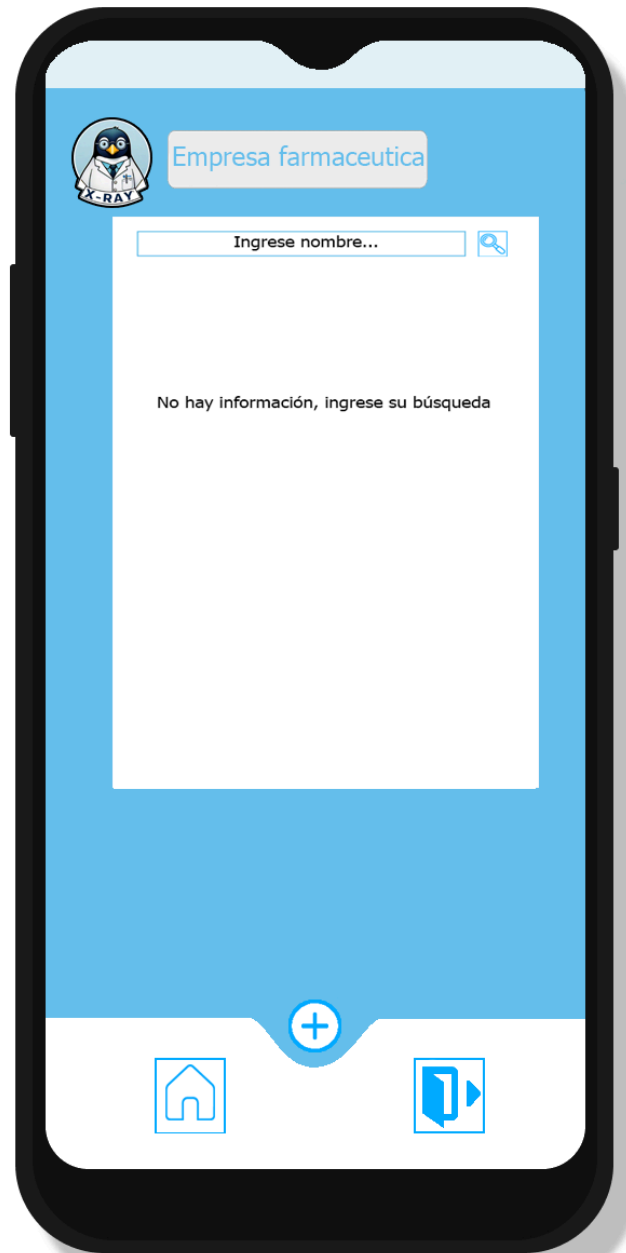 Empresa farmaceutica
X-RAY
Ingrese nombre...
No hay información, ingrese su búsqueda